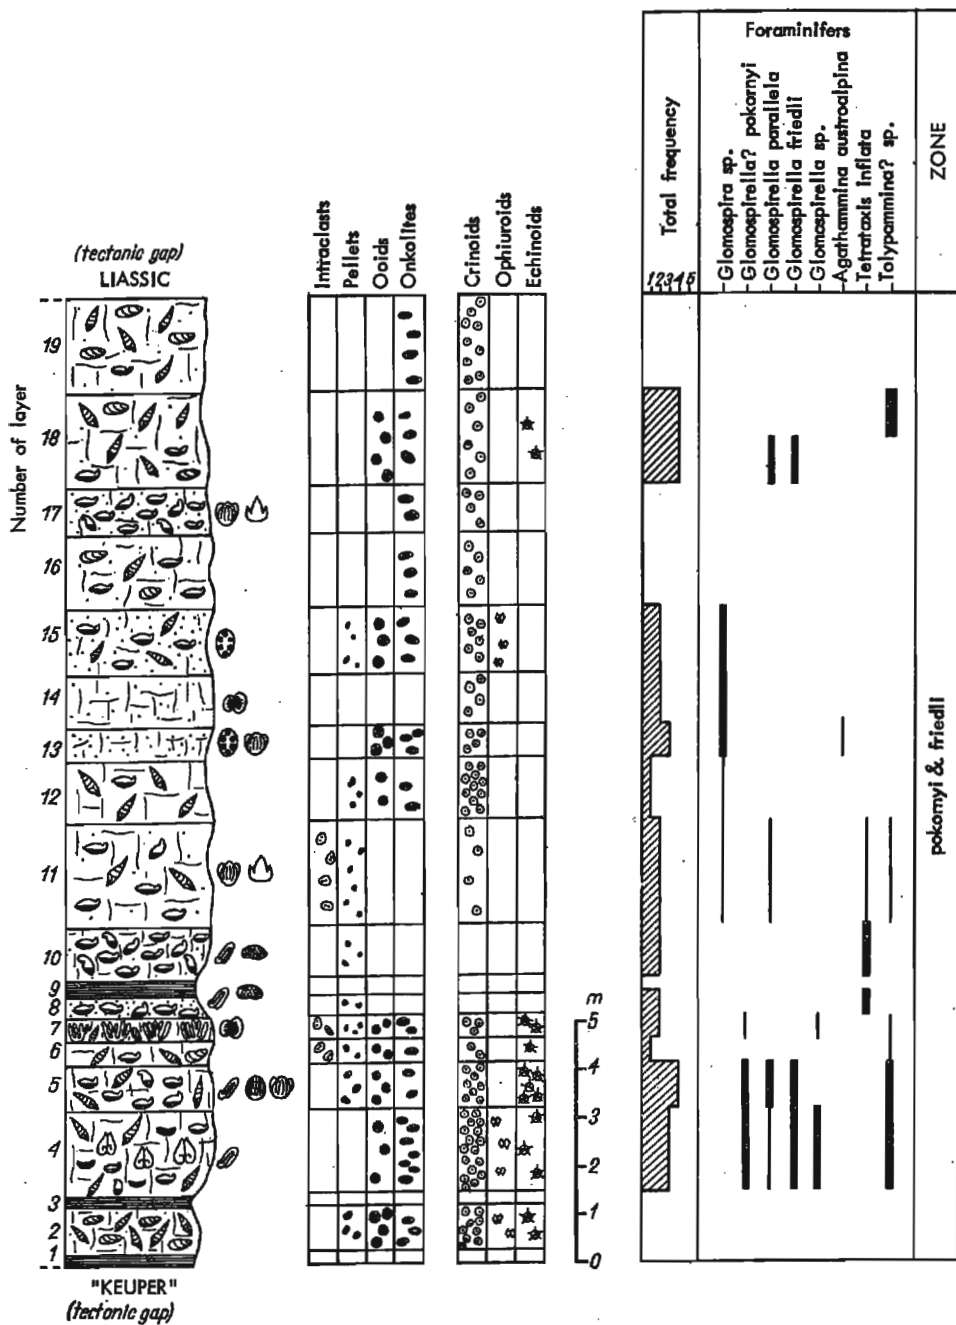 Foraminifers
Total frequency
Glomospira sp.
Glomospirella? pokornyi
Glomospirella parallela
Glomospirella friedli
Glomospirella sp.
Agathammina austroalpina
Tetrataxis inflata
Tolypammina? sp.
ZONE
12345
(tectonic gap)
LIASSIC
Intraclasts
Pellets
Ooids
Onkolites
Crinoids
Ophiuroids
Echinoids
Number of layer
19
18
17
16
15
14
13
12
11
10
9
8
7
6
5
4
3
2
1
m
5
4
3
2
1
0
pokornyi & friedli
"KEUPER"
(tectonic gap)